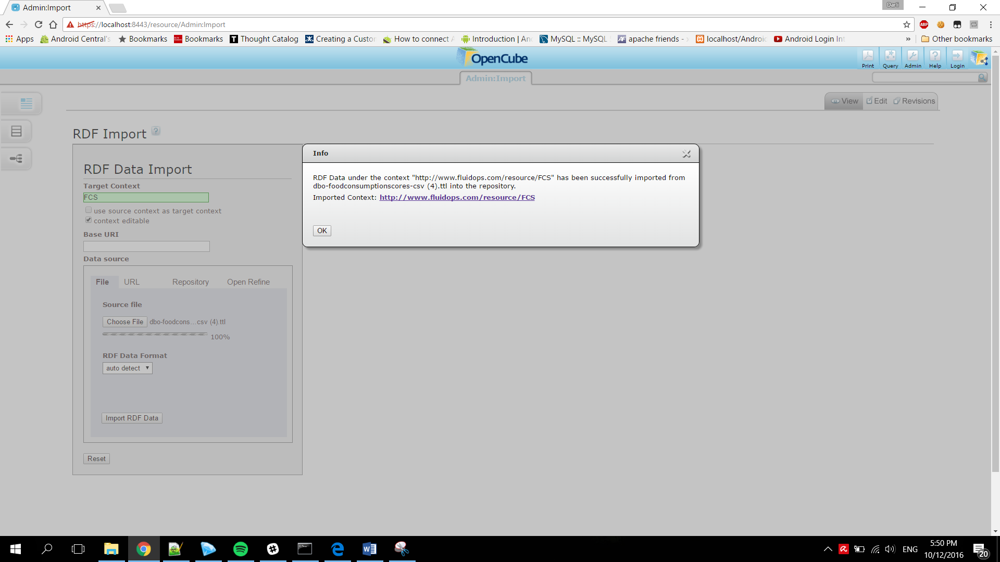 Admin:Import
Darli
https://localhost:8443/resource/Admin:Import
ABP
Apps
Android Central's
Bookmarks
Bookmarks
Thought Catalog
Creating a Custor
How to connect
Introduction | An
MySQL :: MySQL
apache friends -
localhost/Androic
Android Login Int
»
Other bookmarks
OpenCube
Print
Query
Admin
Help
Login
Admin:Import
View
Edit
Revisions
RDF Import ?
Info
RDF Data under the context "http://www.fluidops.com/resource/FCS" has been successfully imported from
dbo-foodconsumptionscores-csv (4).ttl into the repository.
Imported Context: http://www.fluidops.com/resource/FCS
OK
RDF Data Import
Target Context
FCS
use source context as target context
context editable
Base URI
Data source
File
URL
Repository
Open Refine
Source file
Choose File dbo-foodcons...csv (4).ttl
100%
RDF Data Format
auto detect
Import RDF Data
Reset
ENG
5:50 PM
10/12/2016
20